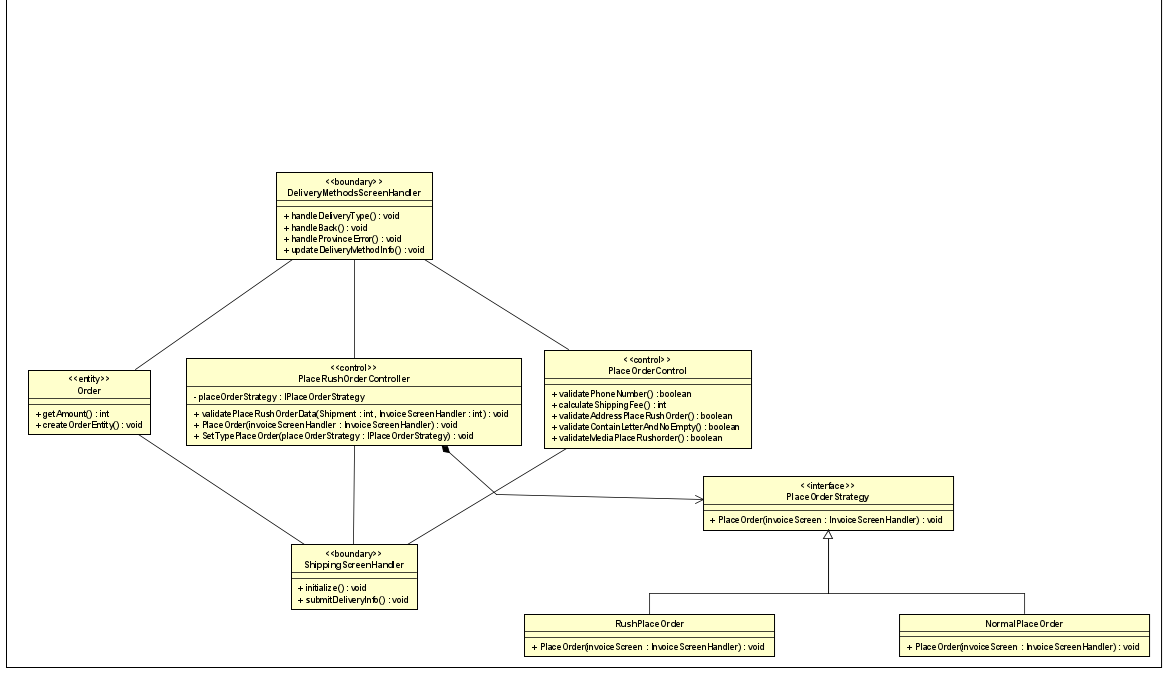 <<boundary>>
DeliveryMethodsScreenHandler
+ handleDeliveryType() : void
+ handleBack() : void
+ handleProvinceError() : void
+ updateDeliveryMethodInfo() : void
<<entity>>
Order
+ getAmount() : int
+ createOrderEntity() : void
<<control>>
PlaceRushOrderController
- placeOrderStrategy : IPlaceOrderStrategy
+ validatePlaceRushOrderData(Shipment : int, InvoiceScreenHandler : int) : void
+ PlaceOrder(invoiceScreenHandler : InvoiceScreenHandler) : void
+ SetTypePlaceOrder(placeOrderStrategy : IPlaceOrderStrategy) : void
<<control>>
PlaceOrderControl
+ validatePhoneNumber() : boolean
+ calculateShippingFee() : int
+ validateAddressPlaceRushOrder() : boolean
+ validateContainLetterAndNoEmpty() : boolean
+ validateMediaPlaceRushorder() : boolean
<<interface>>
PlaceOrderStrategy
+ PlaceOrder(invoiceScreen : InvoiceScreenHandler) : void
<<boundary>>
ShippingScreenHandler
+ initialize() : void
+ submitDeliveryInfo() : void
RushPlaceOrder
+ PlaceOrder(invoiceScreen : InvoiceScreenHandler) : void
NormalPlaceOrder
+ PlaceOrder(invoiceScreen : InvoiceScreenHandler) : void